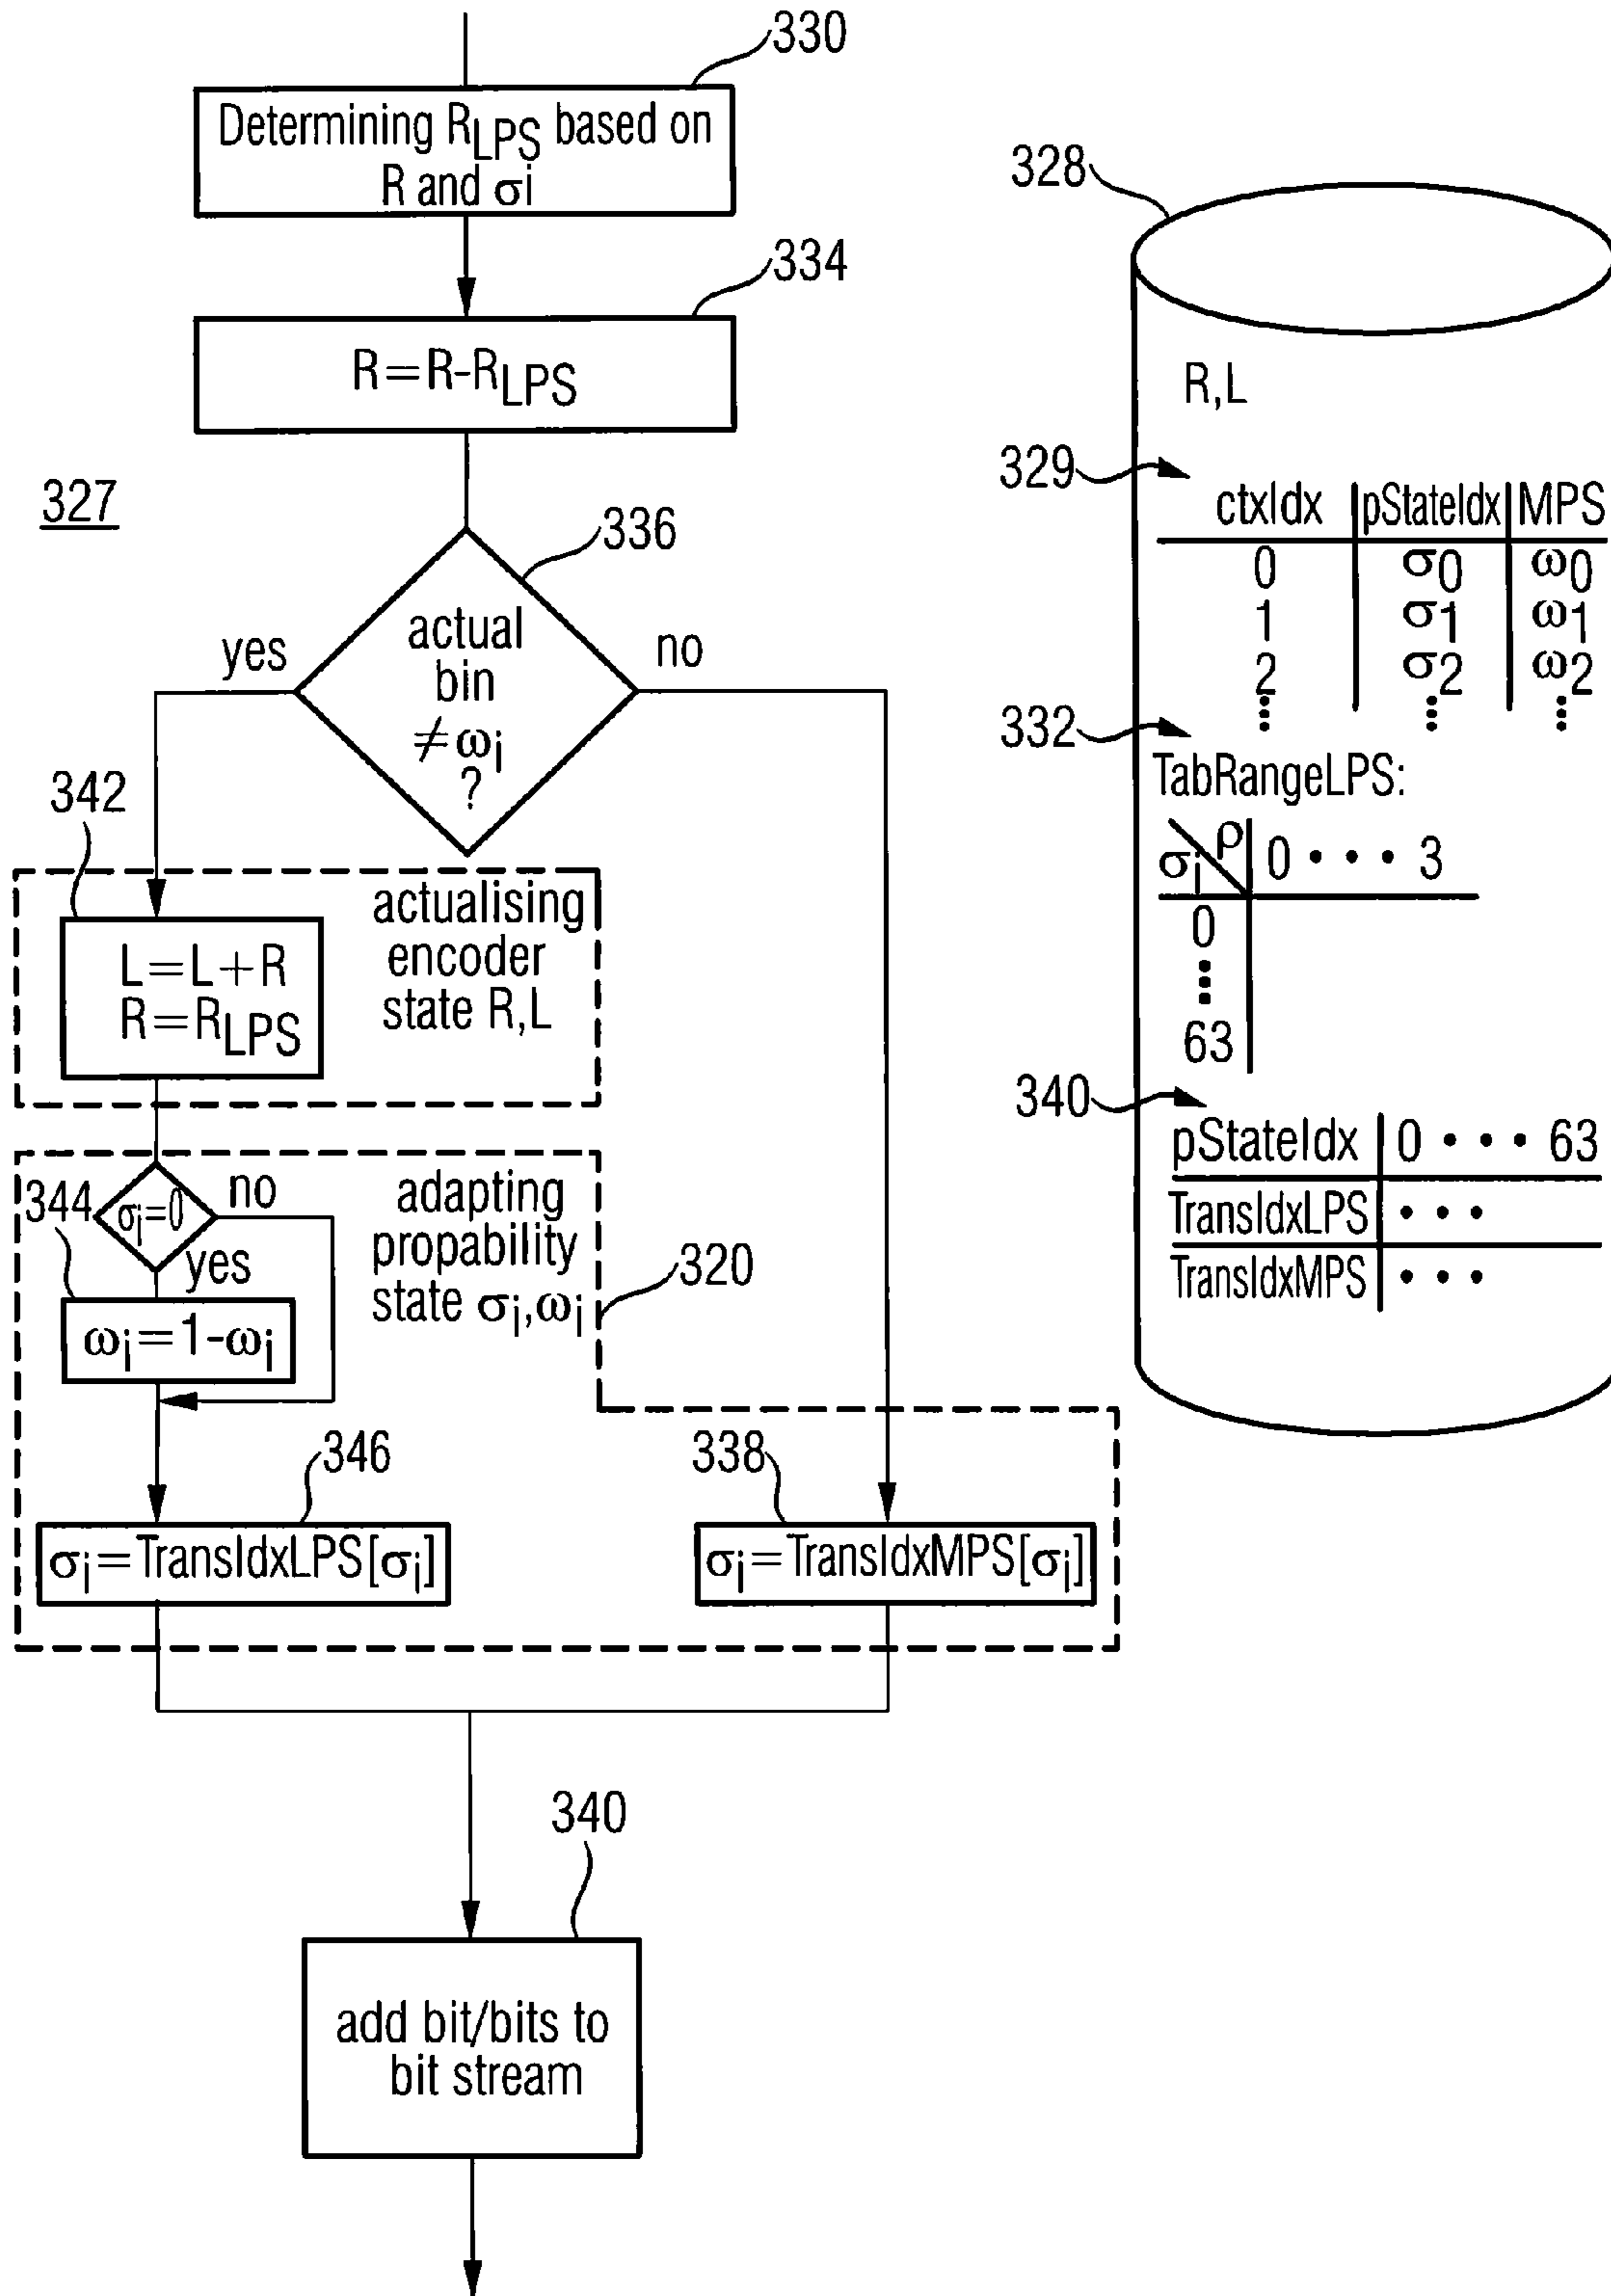 330
Determining RLPS based on
R and σi
334
R=R-RLPS
327
336
actual
bin
≠ωi
?
yes
no
342
L=L+R
R=RLPS
actualising
encoder
state R,L
344
σi=0
no
yes
ωi=1-ωi
adapting
propability
state σi,ωi
320
346
σi=TransIdxLPS[σi]
338
σi=TransIdxMPS[σi]
340
add bit/bits to
bit stream
328
R,L
329
ctxIdx pStateIdx MPS
0 σ0 ω0
1 σ1 ω1
2 σ2 ω2
⋮ ⋮ ⋮
332
TabRangeLPS:
σi ρ 0 • • • 3
0
⋮
63
340
pStateIdx 0 • • • 63
TransIdxLPS • • •
TransIdxMPS • • •